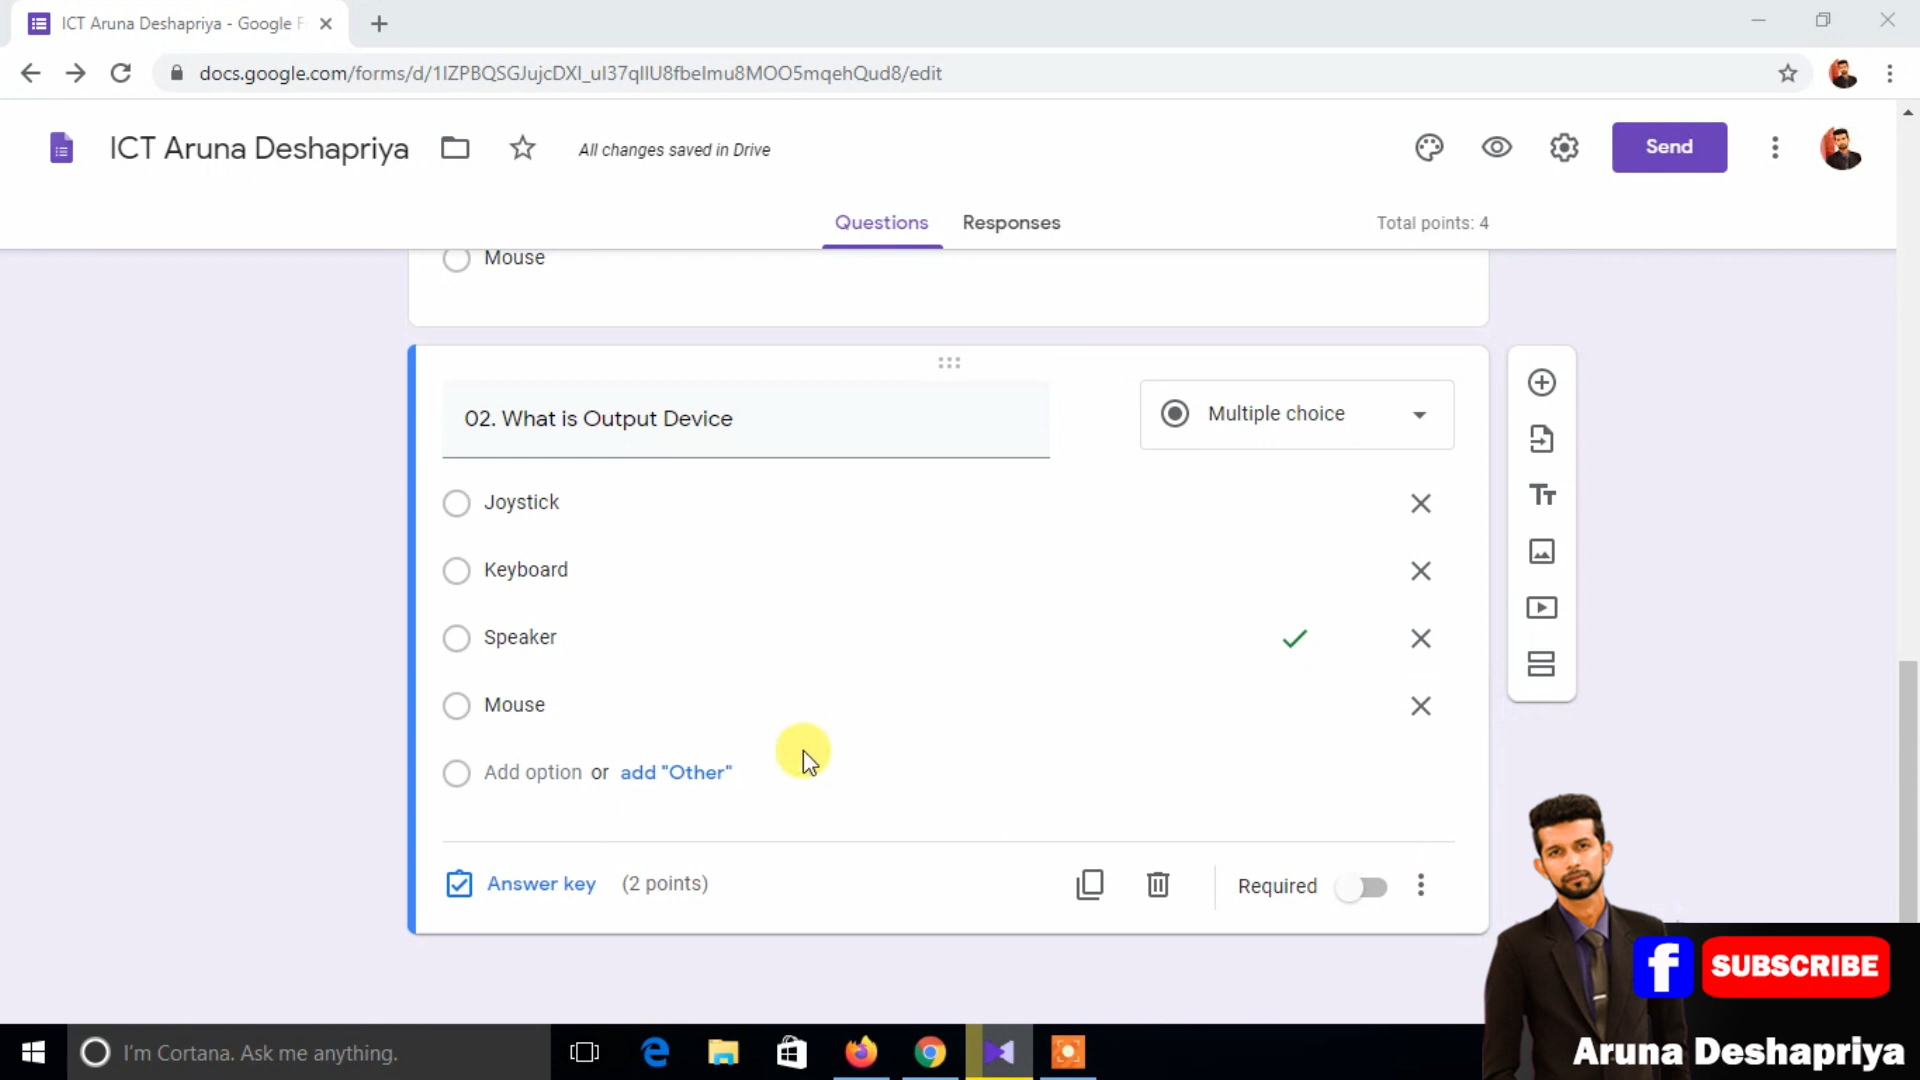 ICT Aruna Deshapriya - Google F
docs.google.com/forms/d/1IZPBQSGJujcDXI_uI37qIIU8fbeImu8MOO5mqehQud8/edit
ICT Aruna Deshapriya
All changes saved in Drive
Send
Questions
Responses
Total points: 4
Mouse
02. What is Output Device
Multiple choice
Joystick
Keyboard
Speaker
Mouse
Add option or add "Other"
Answer key (2 points)
Required
SUBSCRIBE
I'm Cortana. Ask me anything.
Aruna Deshapriya